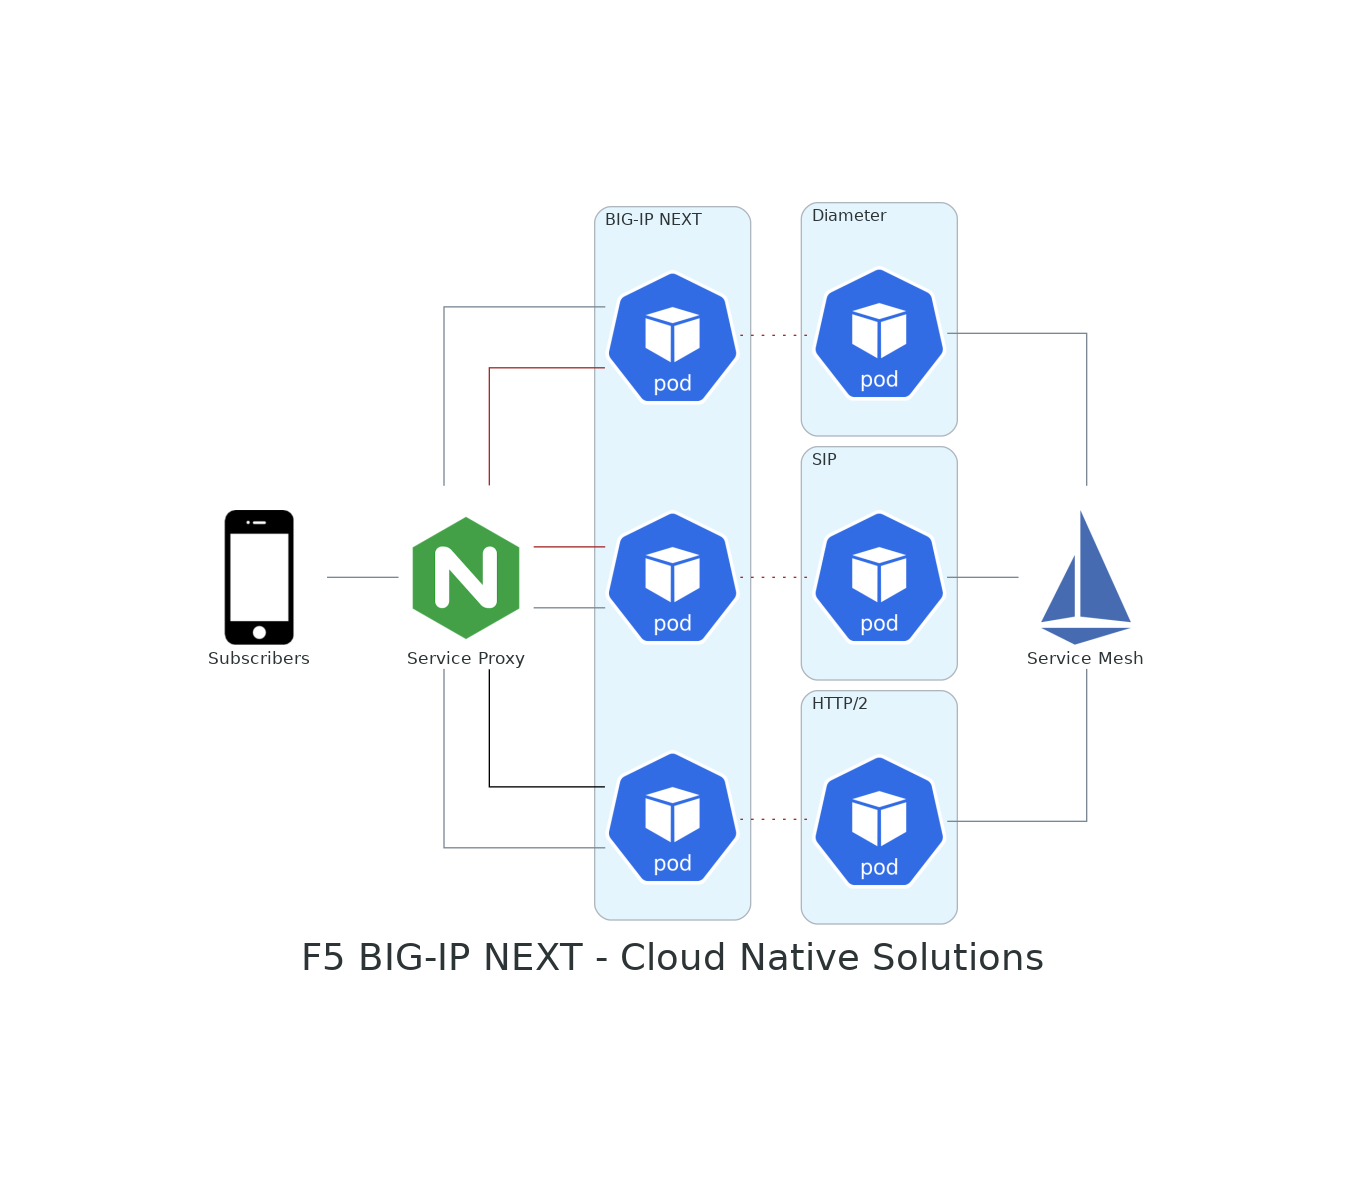 BIG-IP NEXT
Diameter
pod
pod
SIP
pod
pod
Subscribers
Service Proxy
Service Mesh
HTTP/2
pod
pod
F5 BIG-IP NEXT - Cloud Native Solutions